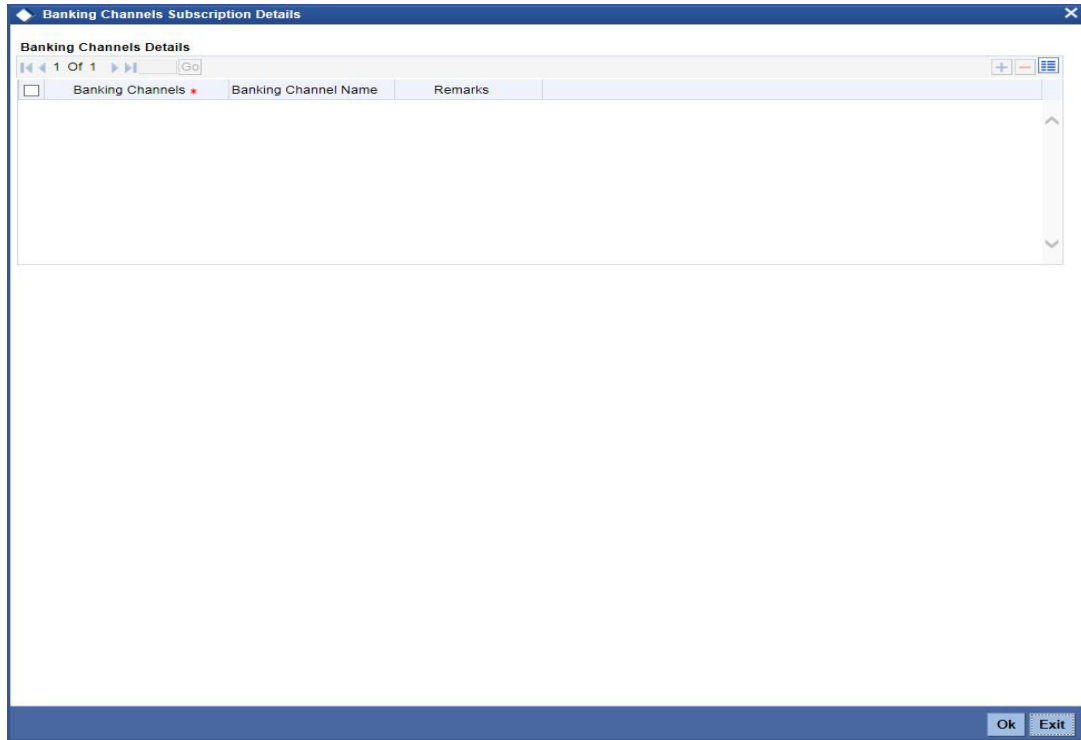 Banking Channels Subscription Details
Banking Channels Details
1 Of 1 Go
Banking Channels * Banking Channel Name Remarks
Ok Exit